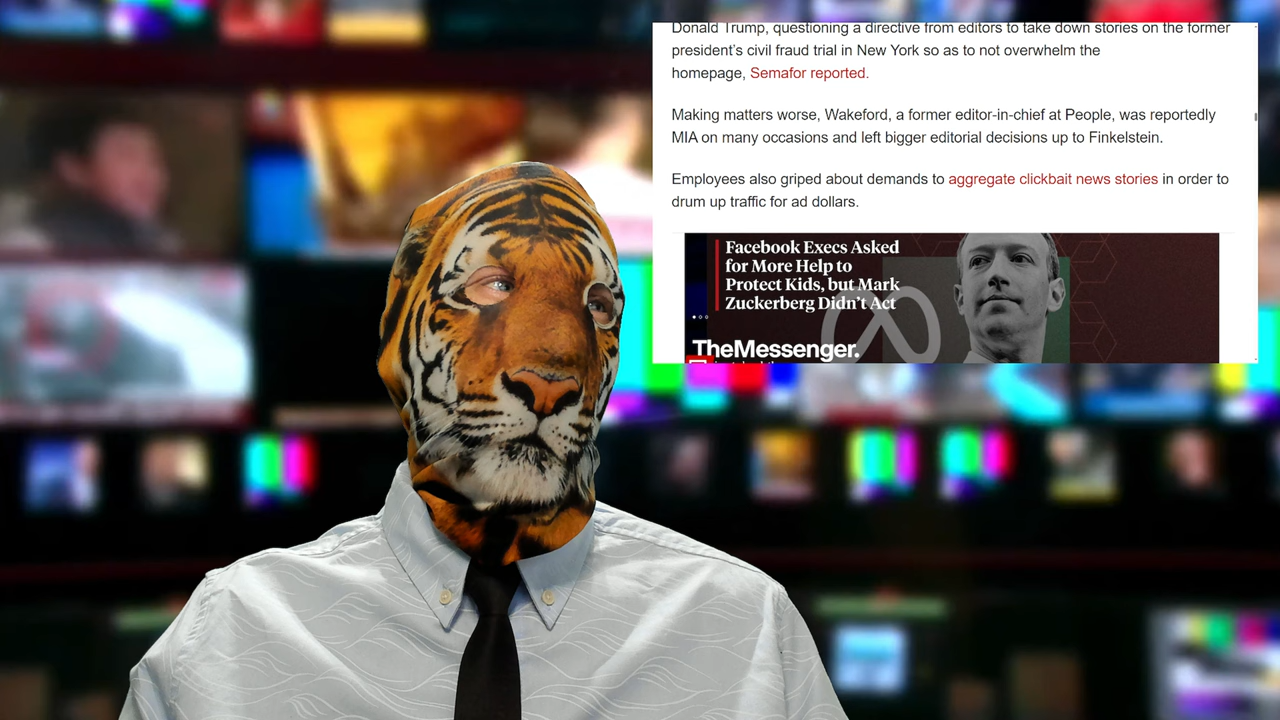 Donald Trump, questioning a directive from editors to take down stories on the former
president's civil fraud trial in New York so as to not overwhelm the
homepage, Semafor reported.
Making matters worse, Wakeford, a former editor-in-chief at People, was reportedly
MIA on many occasions and left bigger editorial decisions up to Finkelstein.
Employees also griped about demands to aggregate clickbait news stories in order to
drum up traffic for ad dollars.
Facebook Execs Asked
for More Help to
Protect Kids, but Mark
Zuckerberg Didn't Act
TheMessenger.